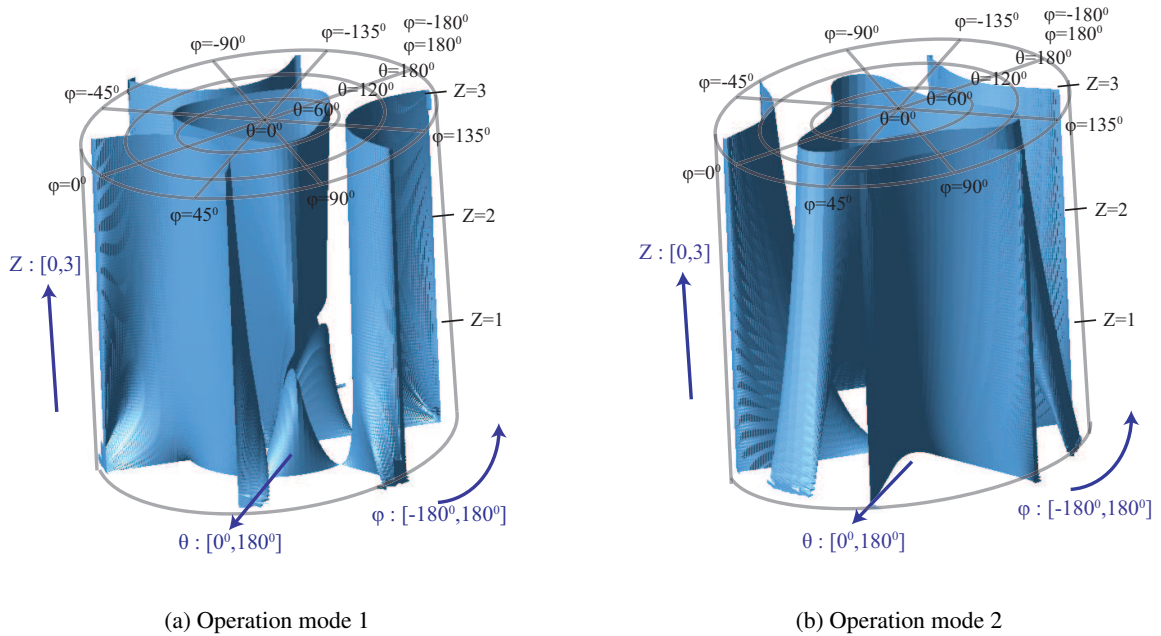 φ=-180⁰
φ=-135⁰
φ=180⁰
φ=-90⁰
θ=180⁰
θ=120⁰
φ=-45⁰
Z=3
θ=60⁰
θ=0⁰
φ=135⁰
φ=0⁰
φ=90⁰
φ=45⁰
Z=2
Z : [0,3]
Z=1
φ : [-180⁰,180⁰]
θ : [0⁰,180⁰]
(a) Operation mode 1
φ=-180⁰
φ=-135⁰
φ=180⁰
φ=-90⁰
θ=180⁰
θ=120⁰
φ=-45⁰
Z=3
θ=60⁰
θ=0⁰
φ=135⁰
φ=0⁰
φ=90⁰
φ=45⁰
Z=2
Z : [0,3]
Z=1
φ : [-180⁰,180⁰]
θ : [0⁰,180⁰]
(b) Operation mode 2